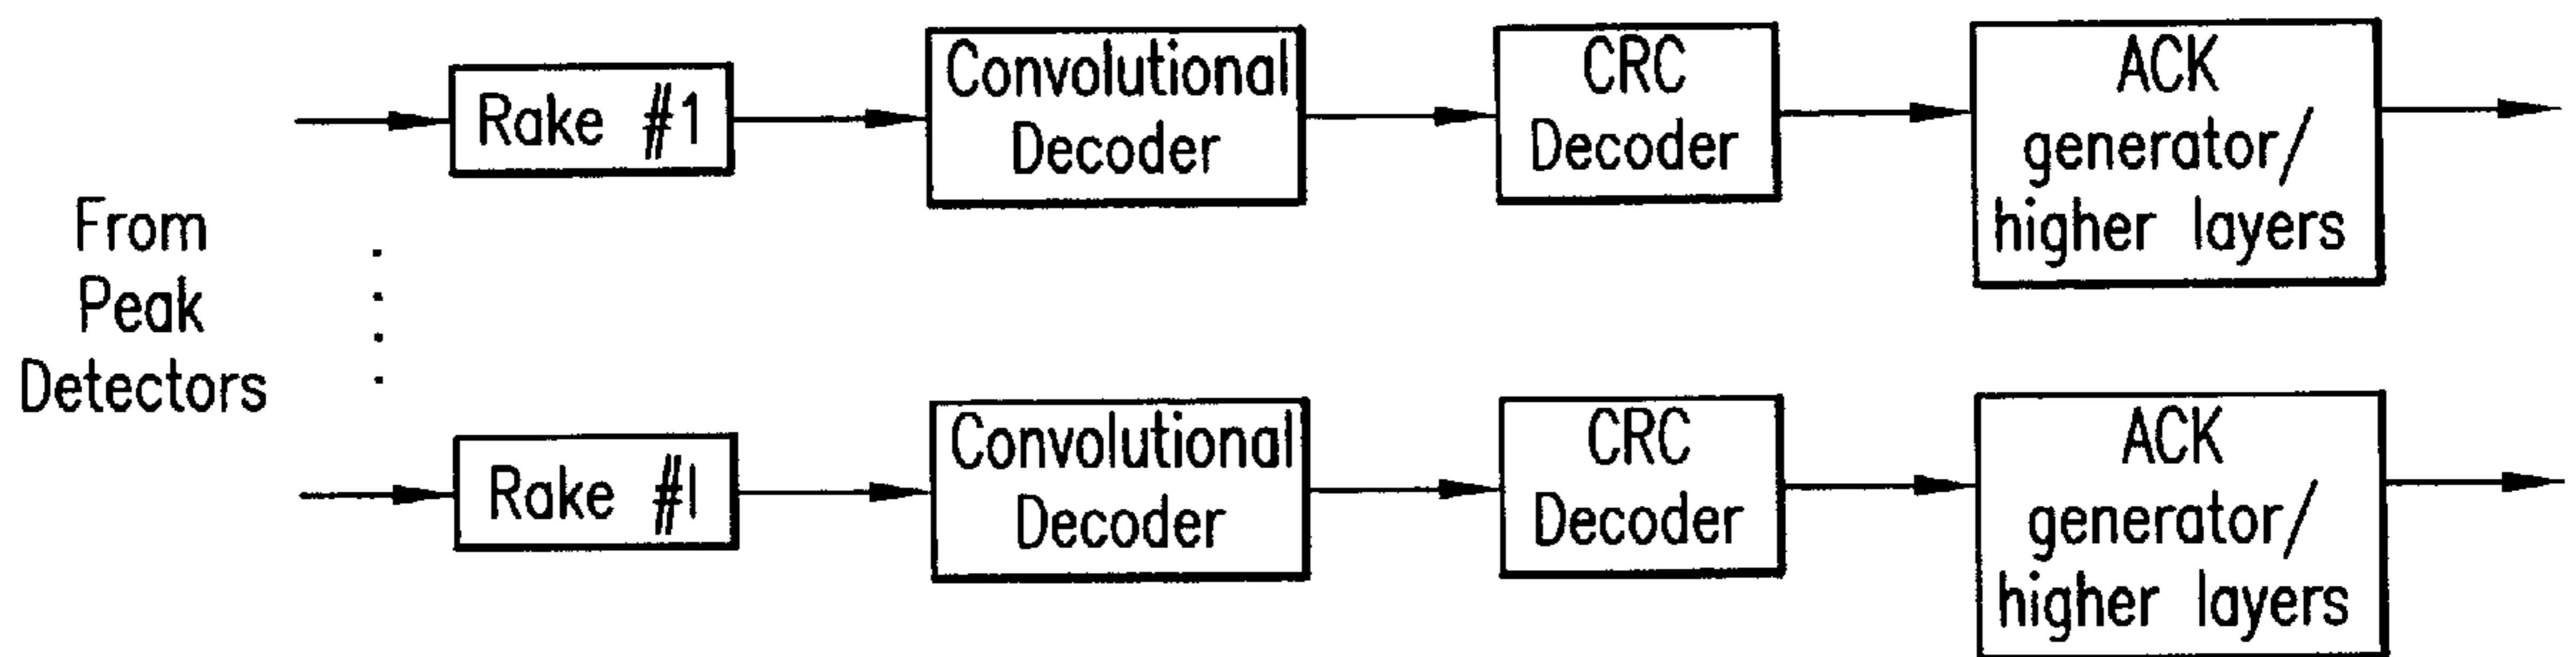 From
Peak
Detectors
Rake #1
Convolutional
Decoder
CRC
Decoder
ACK
generator/
higher layers
Rake #I
Convolutional
Decoder
CRC
Decoder
ACK
generator/
higher layers